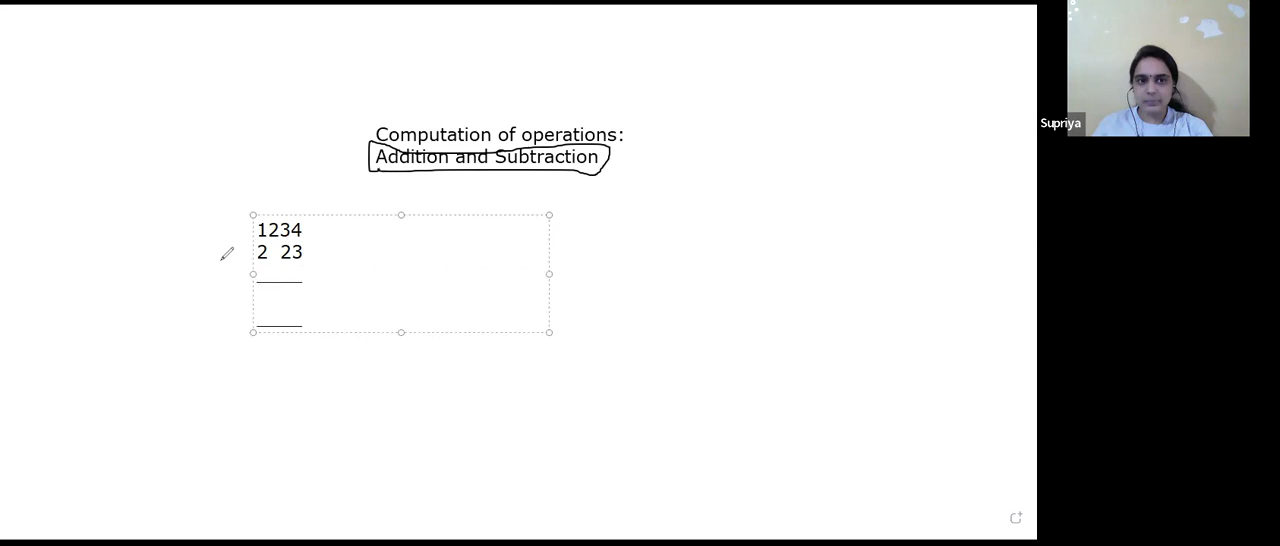 Computation of operations:
Addition and Subtraction
1234
2 23
Supriya